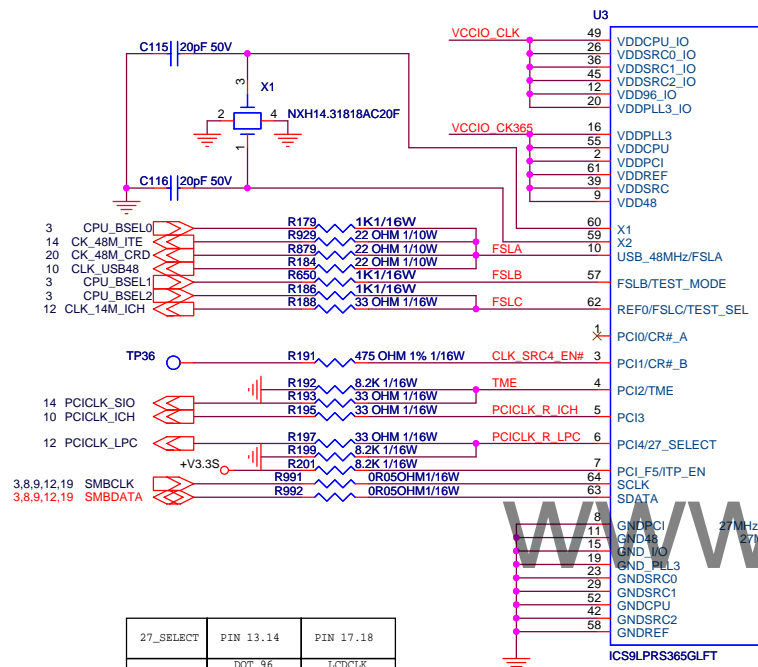 U3
C115 20pF 50V
VCCIO_CLK
49 VDDCPU_IO
26 VDDSRC0_IO
36 VDDSRC1_IO
45 VDDSRC2_IO
12 VDD96_IO
20 VDDPLL3_IO
3
X1
2
4
NXH14.31818AC20F
1
VCCIO_CK365
16 VDDPLL3
55 VDDCPU
2 VDDPCI
61 VDDREF
39 VDDSRC
9 VDD48
C116 20pF 50V
60 X1
59 X2
3 CPU_BSEL0 R179 1K1/16W
14 CK_48M_ITE R929 22 OHM 1/10W
20 CK_48M_CRD R879 22 OHM 1/10W FSLA 10 USB_48MHz/FSLA
10 CLK_USB48 R184 22 OHM 1/10W
3 CPU_BSEL1 R650 1K1/16W FSLB 57 FSLB/TEST_MODE
3 CPU_BSEL2 R186 1K1/16W
12 CLK_14M_ICH R188 33 OHM 1/16W FSLC 62 REF0/FSLC/TEST_SEL
1 PCI0/CR#_A
TP36 R191 475 OHM 1% 1/16W CLK_SRC4_EN# 3 PCI1/CR#_B
R192 8.2K 1/16W TME 4 PCI2/TME
14 PCICLK_SIO R193 33 OHM 1/16W
10 PCICLK_ICH R195 33 OHM 1/16W PCICLK_R_ICH 5 PCI3
12 PCICLK_LPC R197 33 OHM 1/16W PCICLK_R_LPC 6 PCI4/27_SELECT
R199 8.2K 1/16W
+V3.3S R201 8.2K 1/16W 7 PCI_F5/ITP_EN
3,8,9,12,19 SMBCLK R991 0R05OHM1/16W 64 SCLK
3,8,9,12,19 SMBDATA R992 0R05OHM1/16W 63 SDATA
8 GNDPCI 27MHz
11 GND48 27M
15 GND_I/O
19 GND_PLL3
23 GNDSRC0
29 GNDSRC1
52 GNDCPU
42 GNDSRC2
58 GNDREF
WW
ICS9LPRS365GLFT
27_SELECT PIN 13.14 PIN 17.18
DOT 96 LCDCLK